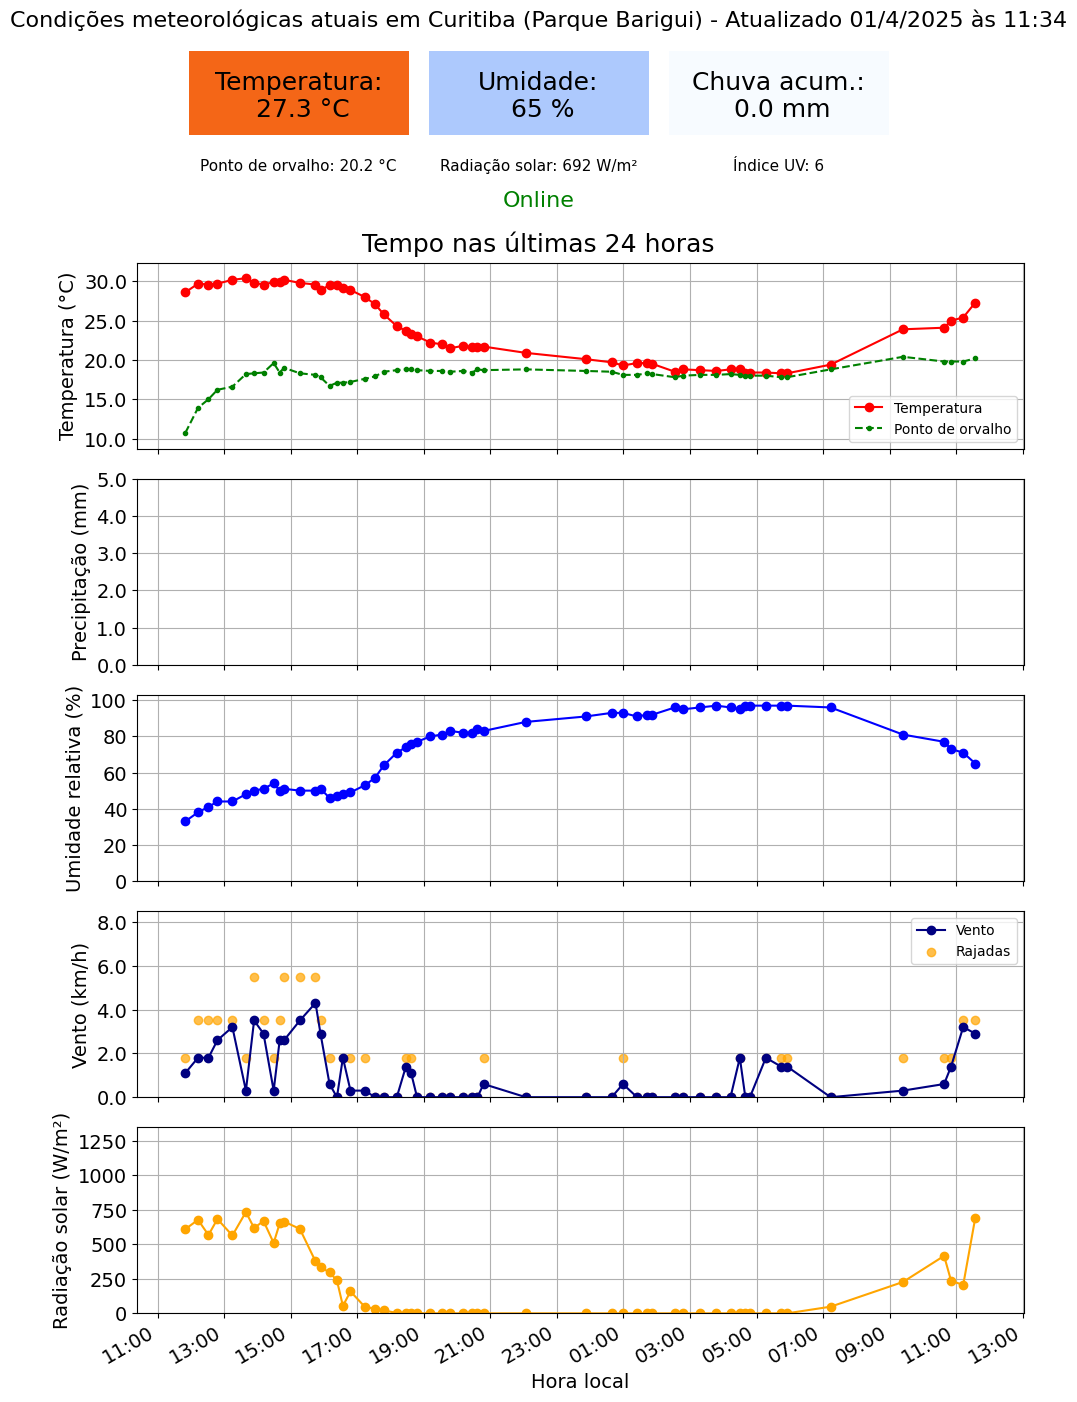 Condições meteorológicas atuais em Curitiba (Parque Barigui) - Atualizado 01/4/2025 às 11:34
Temperatura:
27.3 °C
Umidade:
65 %
Chuva acum.:
0.0 mm
Ponto de orvalho: 20.2 °C
Radiação solar: 692 W/m²
Índice UV: 6
Online
Tempo nas últimas 24 horas
Temperatura (°C)
30.0
25.0
20.0
15.0
10.0
Temperatura
Ponto de orvalho
Precipitação (mm)
5.0
4.0
3.0
2.0
1.0
0.0
Umidade relativa (%)
100
80
60
40
20
0
Vento (km/h)
8.0
6.0
4.0
2.0
0.0
Vento
Rajadas
Radiação solar (W/m²)
1250
1000
750
500
250
0
11:00
13:00
15:00
17:00
19:00
21:00
23:00
01:00
03:00
05:00
07:00
09:00
11:00
13:00
Hora local